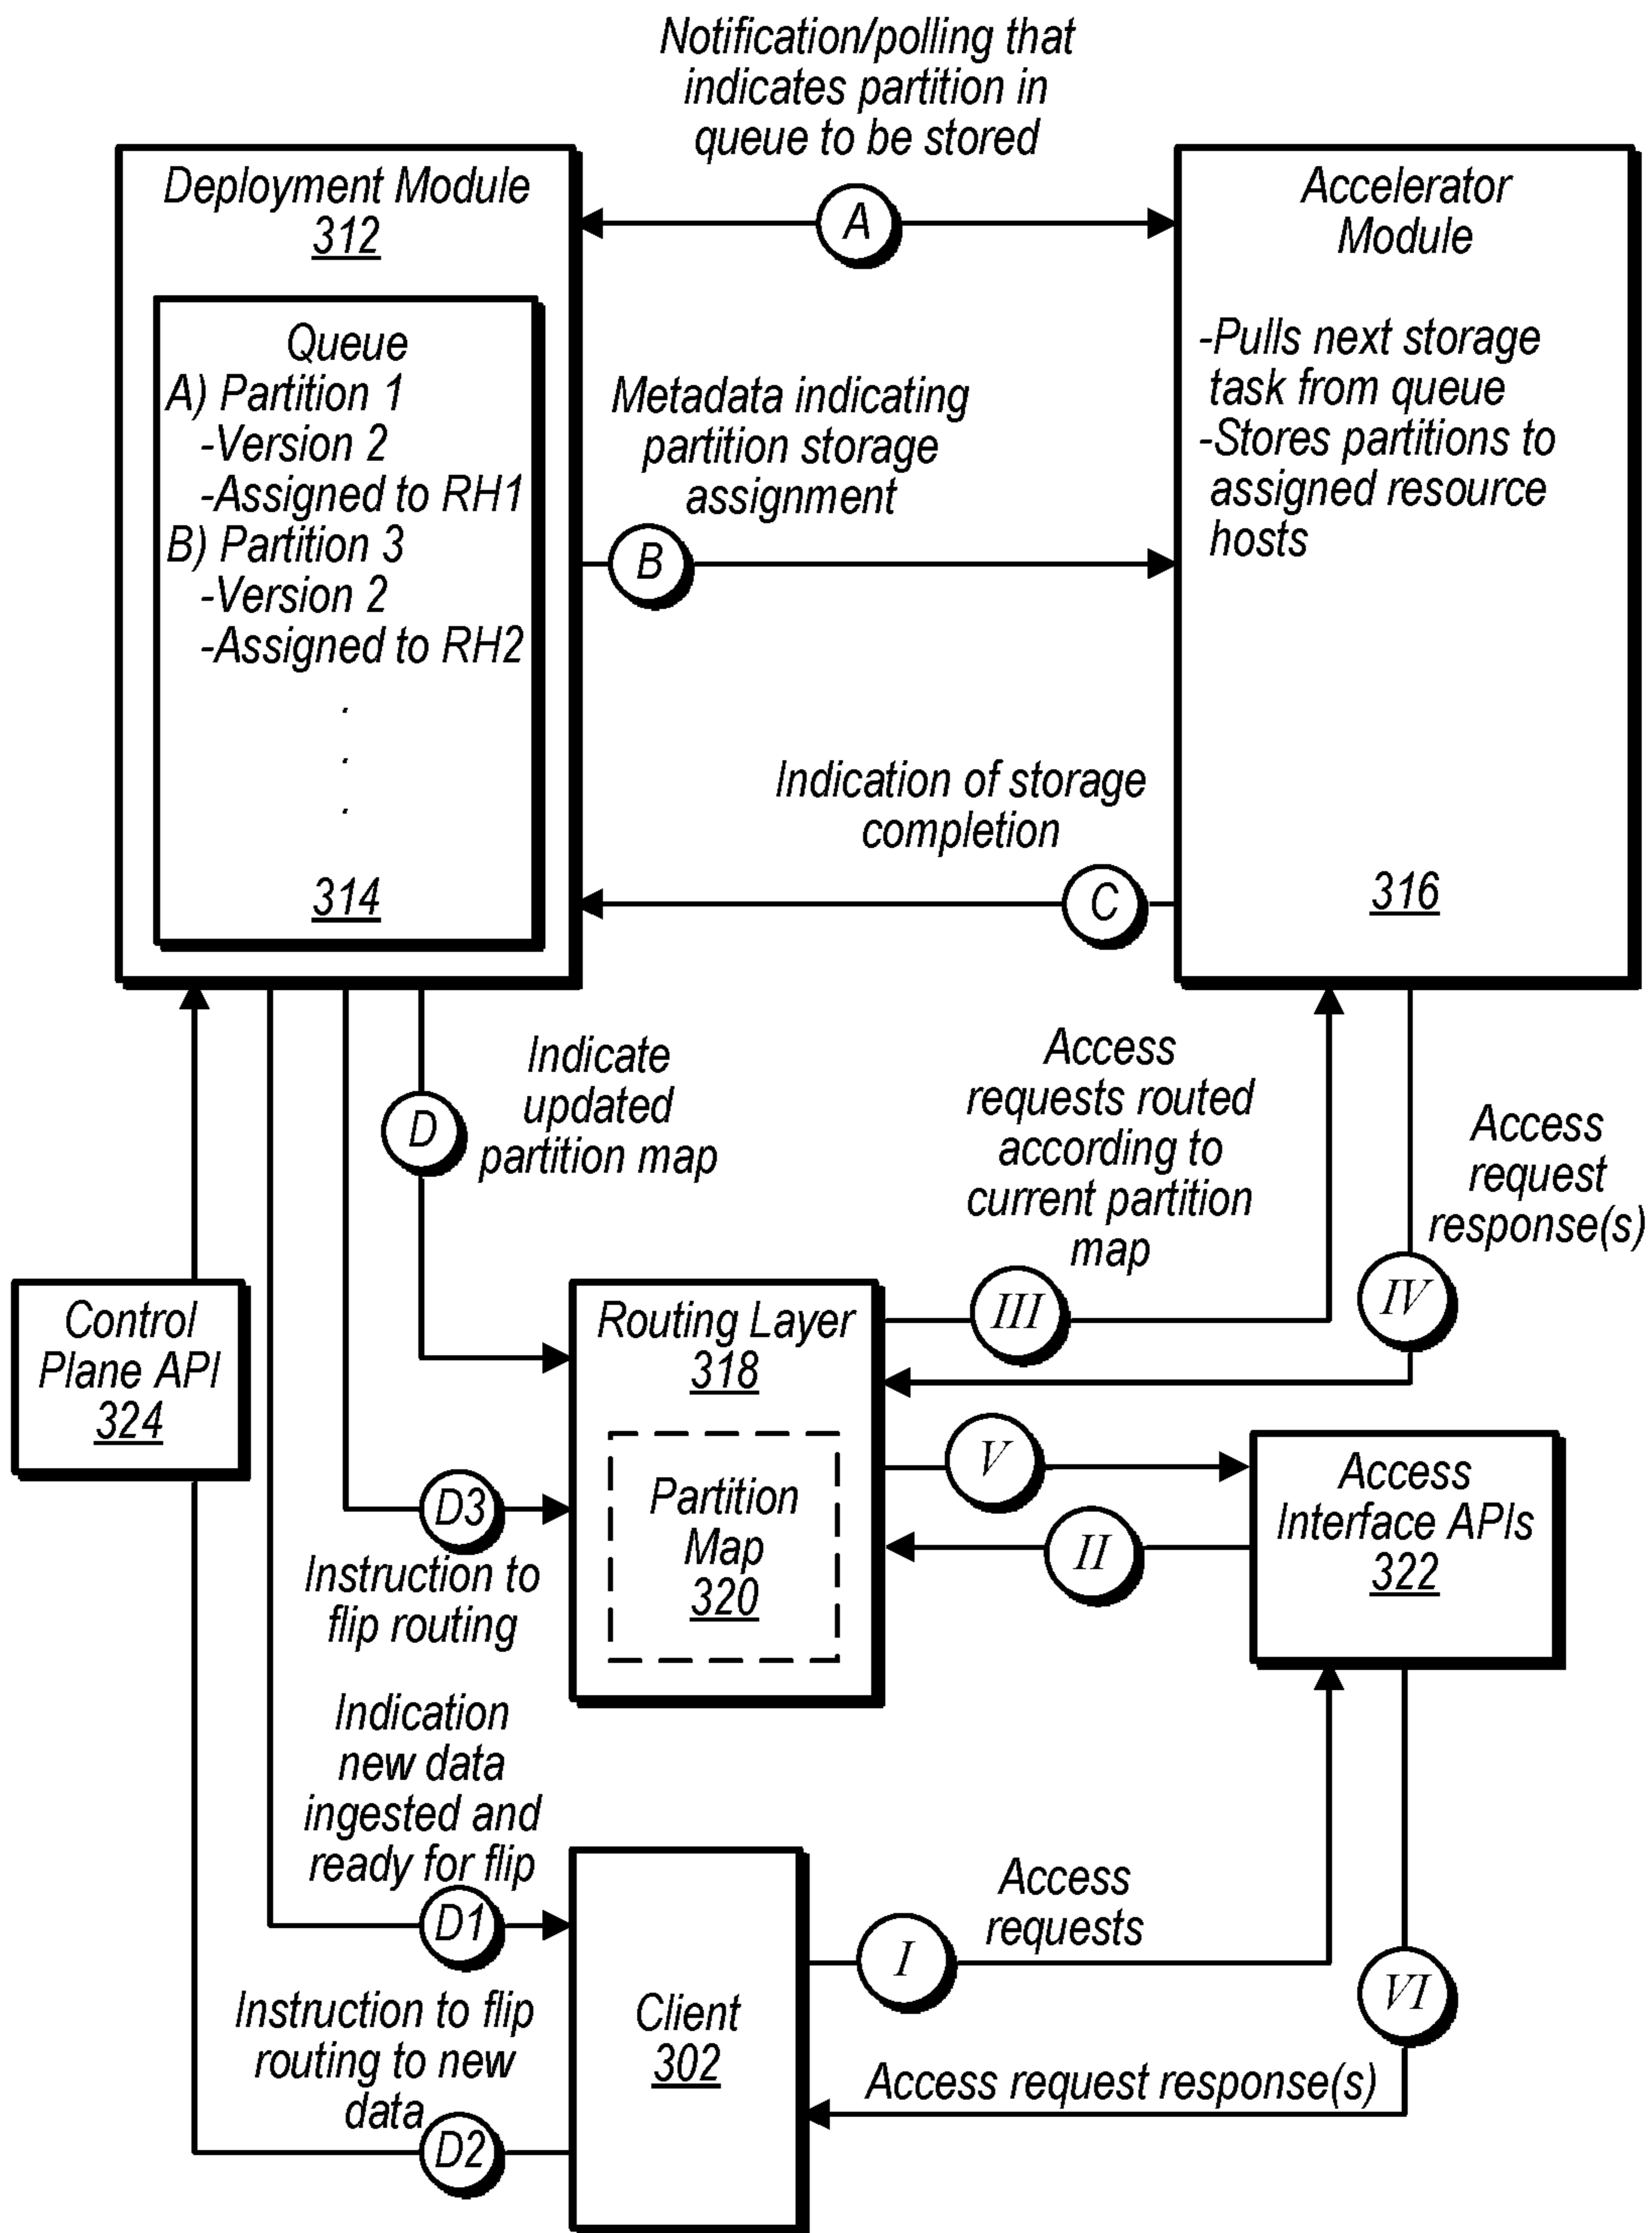 Notification/polling that
indicates partition in
queue to be stored
Deployment Module
312
A
Accelerator
Module
Queue
A) Partition 1
-Version 2
-Assigned to RH1
B) Partition 3
-Version 2
-Assigned to RH2
.
.
.
314
Metadata indicating
partition storage
assignment
B
-Pulls next storage
task from queue
-Stores partitions to
assigned resource
hosts
Indication of storage
completion
C
316
Indicate
updated
partition map
D
Access
requests routed
according to
current partition
map
III
Access
request
response(s)
IV
Control
Plane API
324
Routing Layer
318
Partition
Map
320
V
II
Access
Interface APIs
322
D3
Instruction to
flip routing
Indication
new data
ingested and
ready for flip
D1
Instruction to flip
routing to new
data
D2
Client
302
Access
requests
I
VI
Access request response(s)